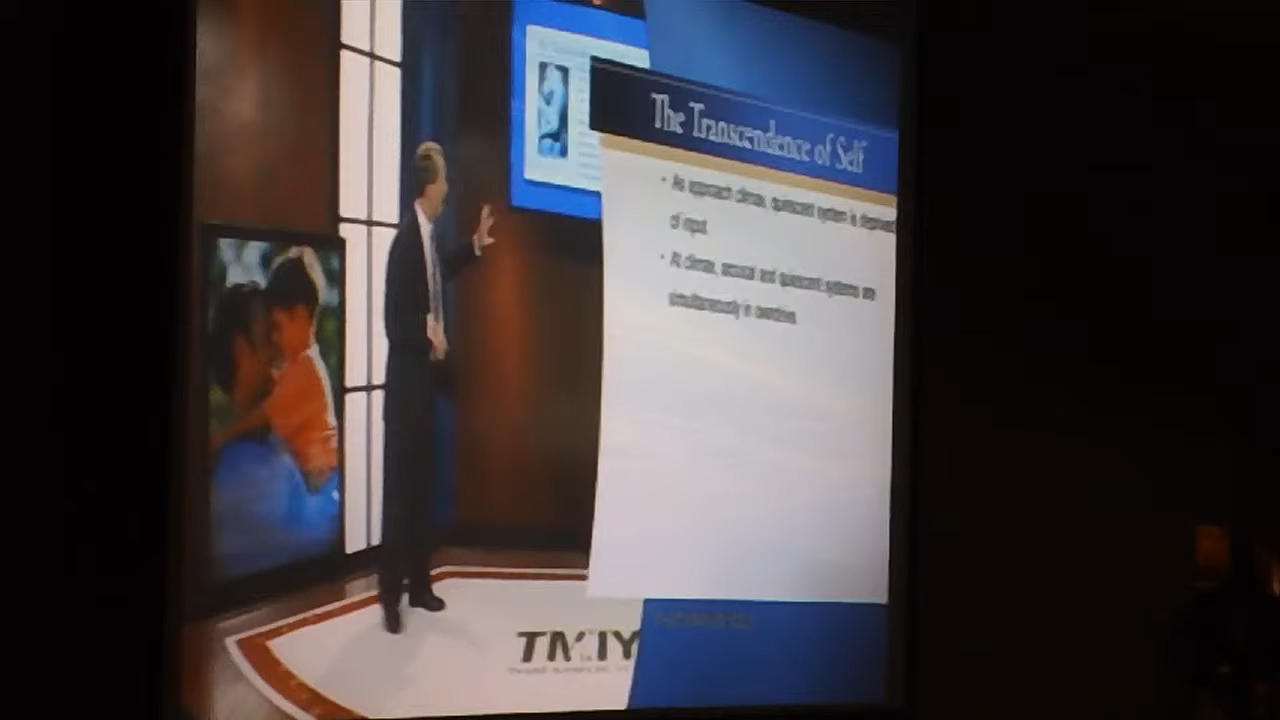 The Transcendence of Self
• As approach climax, quiescent system is deprived
of input.
• At climax, arousal and quiescent systems are
simultaneously in overdrive.
TMIY